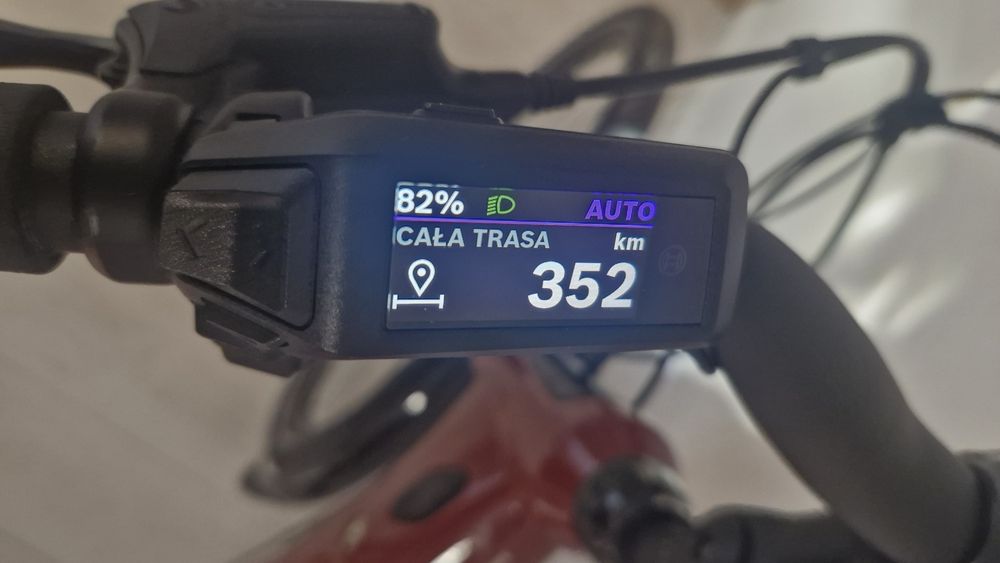 82% AUTO
CAŁA TRASA km
352